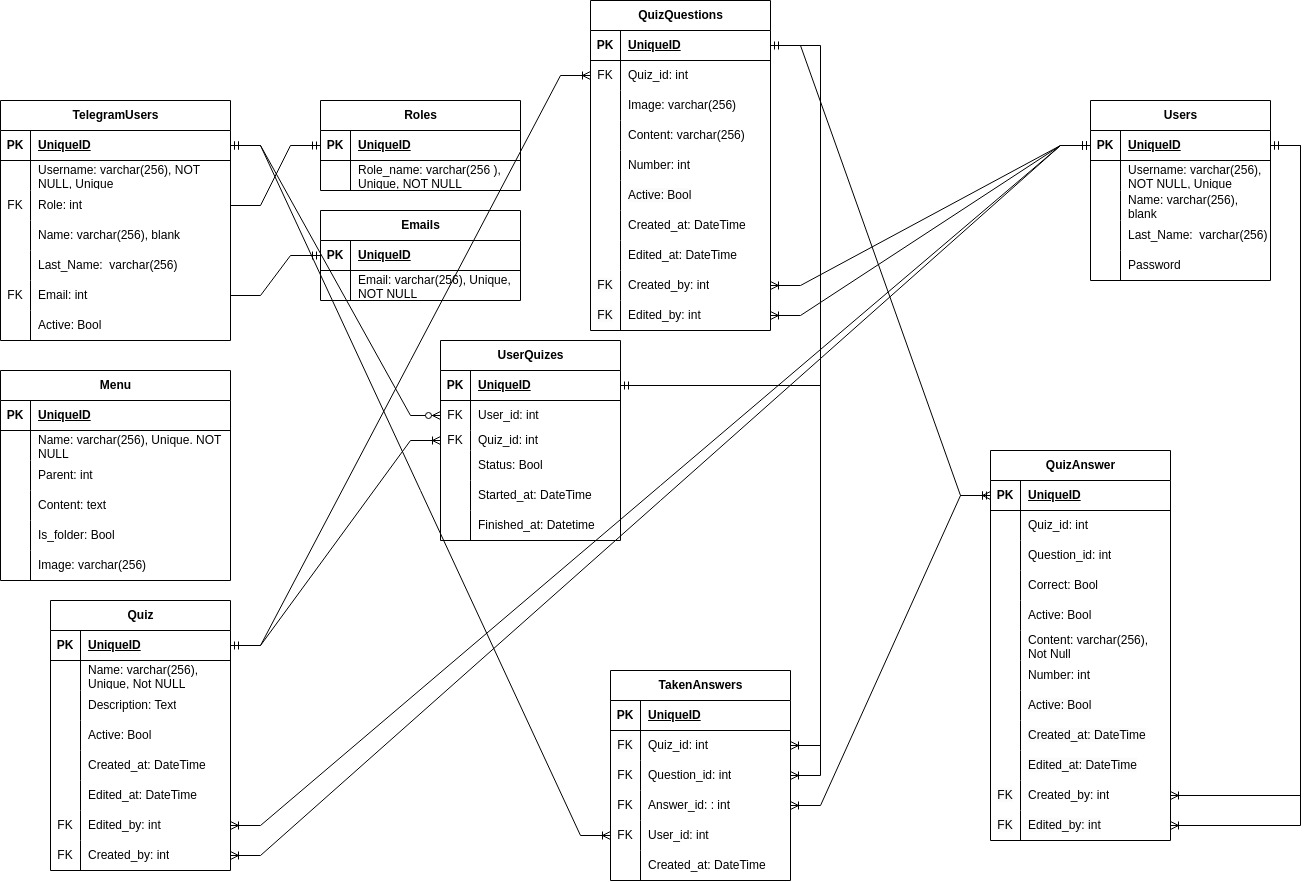 QuizQuestions
PK UniqueID
FK Quiz_id: int
Image: varchar(256)
Content: varchar(256)
Number: int
Active: Bool
Created_at: DateTime
Edited_at: DateTime
FK Created_by: int
FK Edited_by: int
TelegramUsers
PK UniqueID
Username: varchar(256), NOT
NULL, Unique
FK Role: int
Name: varchar(256), blank
Last_Name: varchar(256)
FK Email: int
Active: Bool
Roles
PK UniqueID
Role_name: varchar(256 ),
Unique, NOT NULL
Emails
PK UniqueID
Email: varchar(256), Unique,
NOT NULL
Users
PK UniqueID
Username: varchar(256),
NOT NULL, Unique
Name: varchar(256),
blank
Last_Name: varchar(256)
Password
UserQuizes
PK UniqueID
FK User_id: int
FK Quiz_id: int
Status: Bool
Started_at: DateTime
Finished_at: Datetime
Menu
PK UniqueID
Name: varchar(256), Unique. NOT
NULL
Parent: int
Content: text
Is_folder: Bool
Image: varchar(256)
QuizAnswer
PK UniqueID
Quiz_id: int
Question_id: int
Correct: Bool
Active: Bool
Content: varchar(256),
Not Null
Number: int
Active: Bool
Created_at: DateTime
Edited_at: DateTime
FK Created_by: int
FK Edited_by: int
Quiz
PK UniqueID
Name: varchar(256),
Unique, Not NULL
Description: Text
Active: Bool
Created_at: DateTime
Edited_at: DateTime
FK Edited_by: int
FK Created_by: int
TakenAnswers
PK UniqueID
FK Quiz_id: int
FK Question_id: int
FK Answer_id: : int
FK User_id: int
Created_at: DateTime